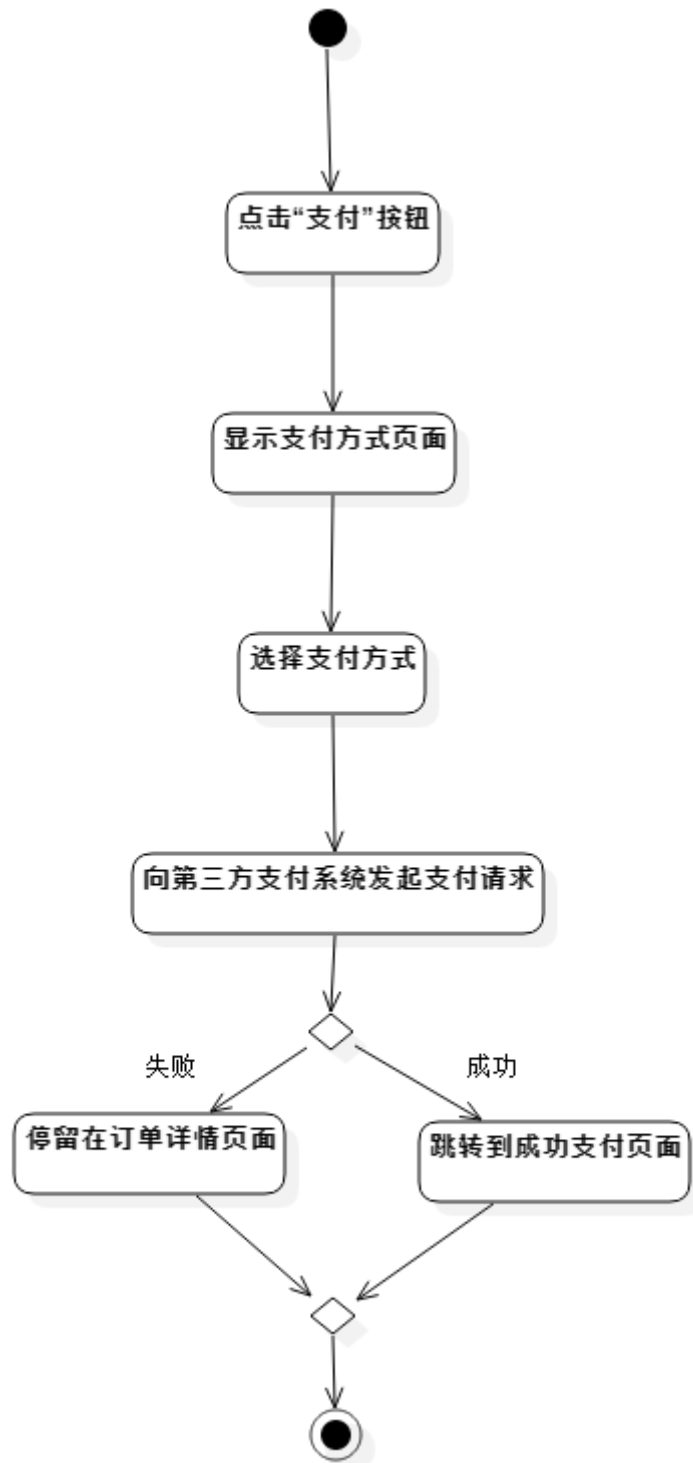 点击“支付”按钮
显示支付方式页面
选择支付方式
向第三方支付系统发起支付请求
失败
成功
停留在订单详情页面
跳转到成功支付页面